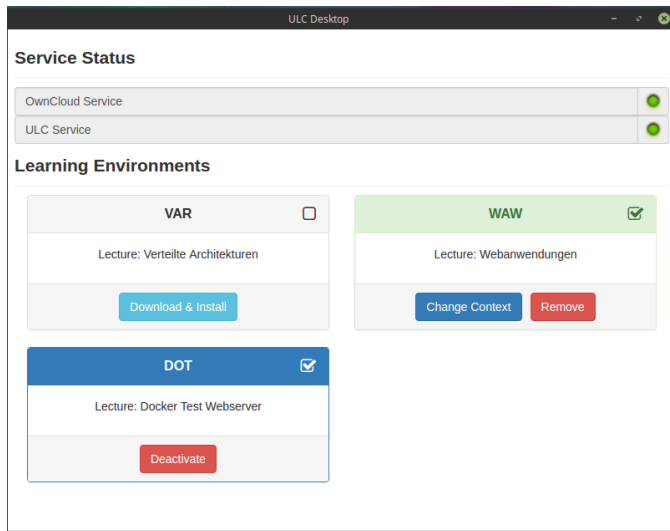 ULC Desktop
Service Status
OwnCloud Service
ULC Service
Learning Environments
VAR
Lecture: Verteilte Architekturen
Download & Install
WAW
Lecture: Webanwendungen
Change Context Remove
DOT
Lecture: Docker Test Webserver
Deactivate